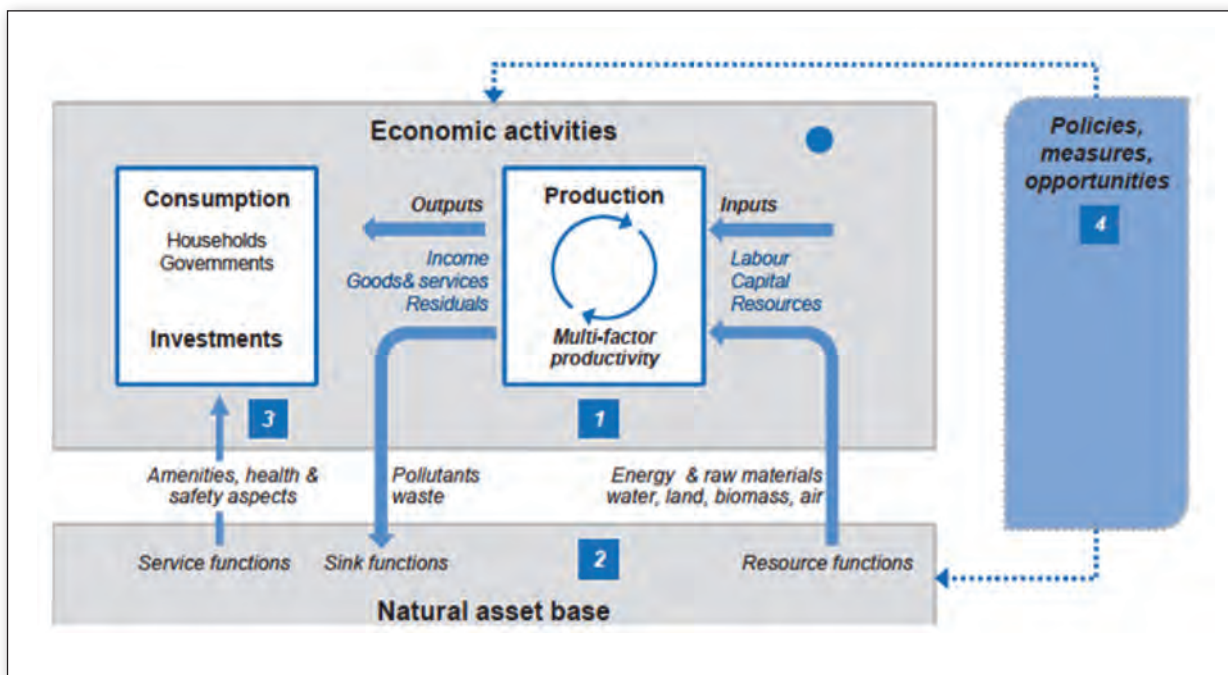 Economic activities
Policies,
measures,
opportunities
4
Consumption
Households
Governments
Investments
Outputs
Income
Goods& services
Residuals
Production
Multi-factor
productivity
Inputs
Labour
Capital
Resources
3
1
Amenities, health &
safety aspects
Pollutants
waste
Energy & raw materials
water, land, biomass, air
Service functions
Sink functions
2
Resource functions
Natural asset base